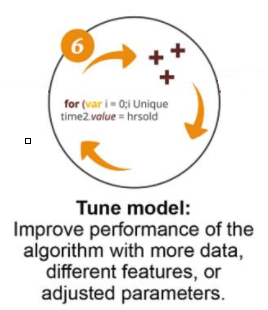 6
for (var i = 0;i Unique
time2.value = hrsold
Tune model:
Improve performance of the
algorithm with more data,
different features, or
adjusted parameters.